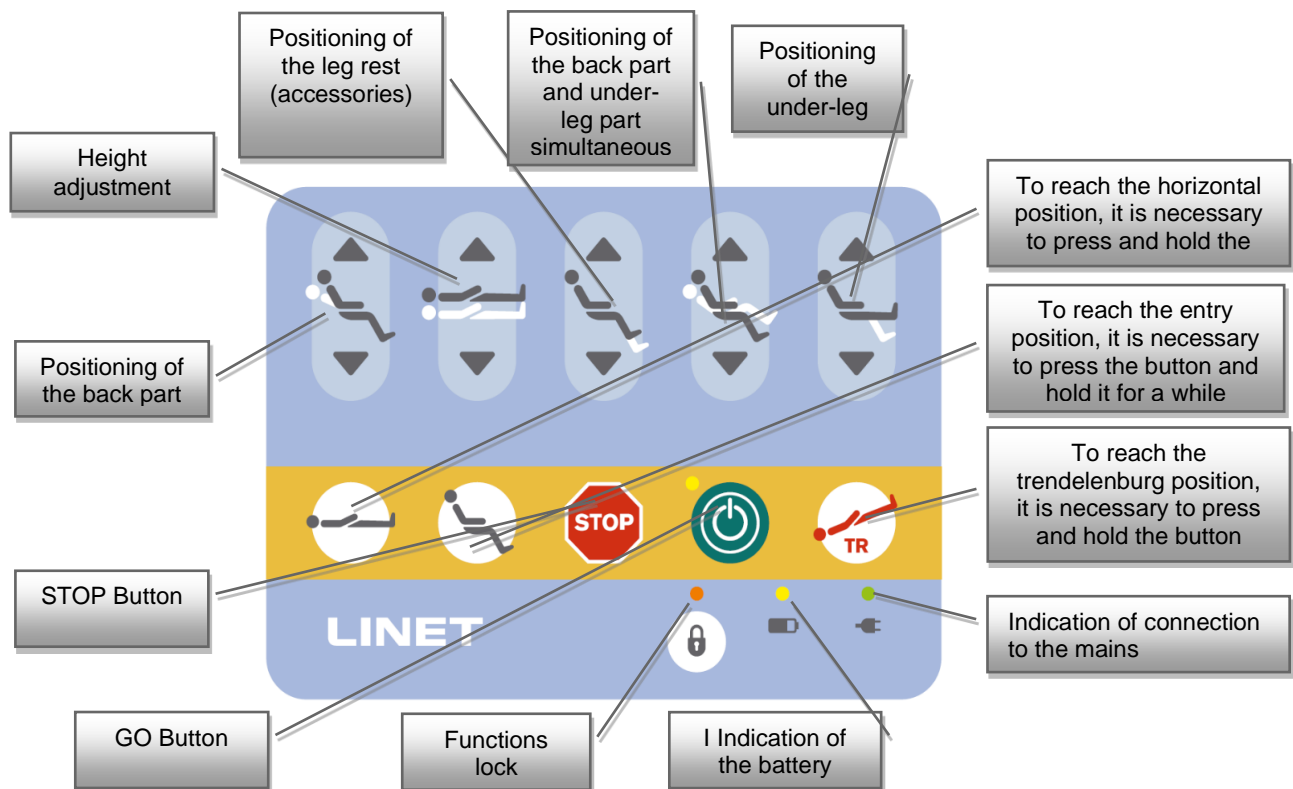 Positioning of
the leg rest
(accessories)
Positioning of
the back part
and under-
leg part
simultaneous
Positioning
of the
under-leg
Height
adjustment
To reach the horizontal
position, it is necessary
to press and hold the
To reach the entry
position, it is necessary
to press the button and
hold it for a while
Positioning of
the back part
To reach the
trendelenburg position,
it is necessary to press
and hold the button
STOP
TR
STOP Button
LINET
Indication of connection
to the mains
GO Button
Functions
lock
I Indication of
the battery